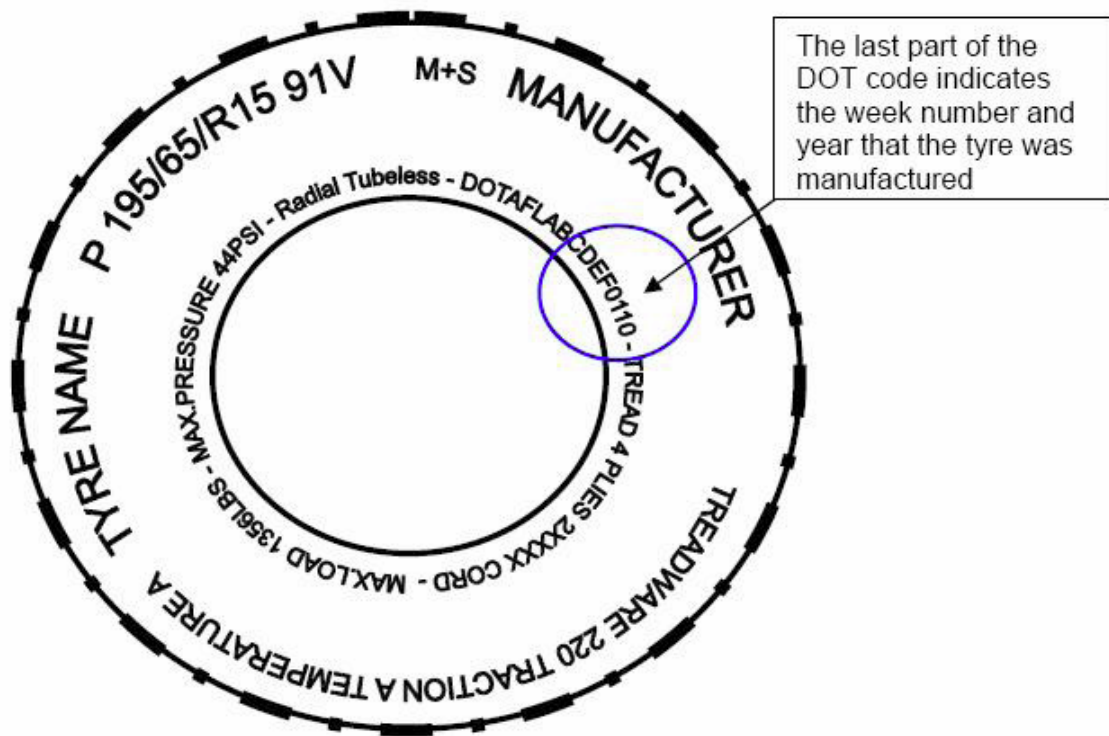 P 195/65/R15 91V
M+S
MANUFACTURER
The last part of the
DOT code indicates
the week number and
year that the tyre was
manufactured
TYRE NAME
MAX.PRESSURE 44PSI - Radial Tubeless - DOTAFLABCDEF0110 - TREAD 4 PLIES 2XXXX CORD - MAX.LOAD 1356LBS -
TREADWARE 220 TRACTION A TEMPERATURE A